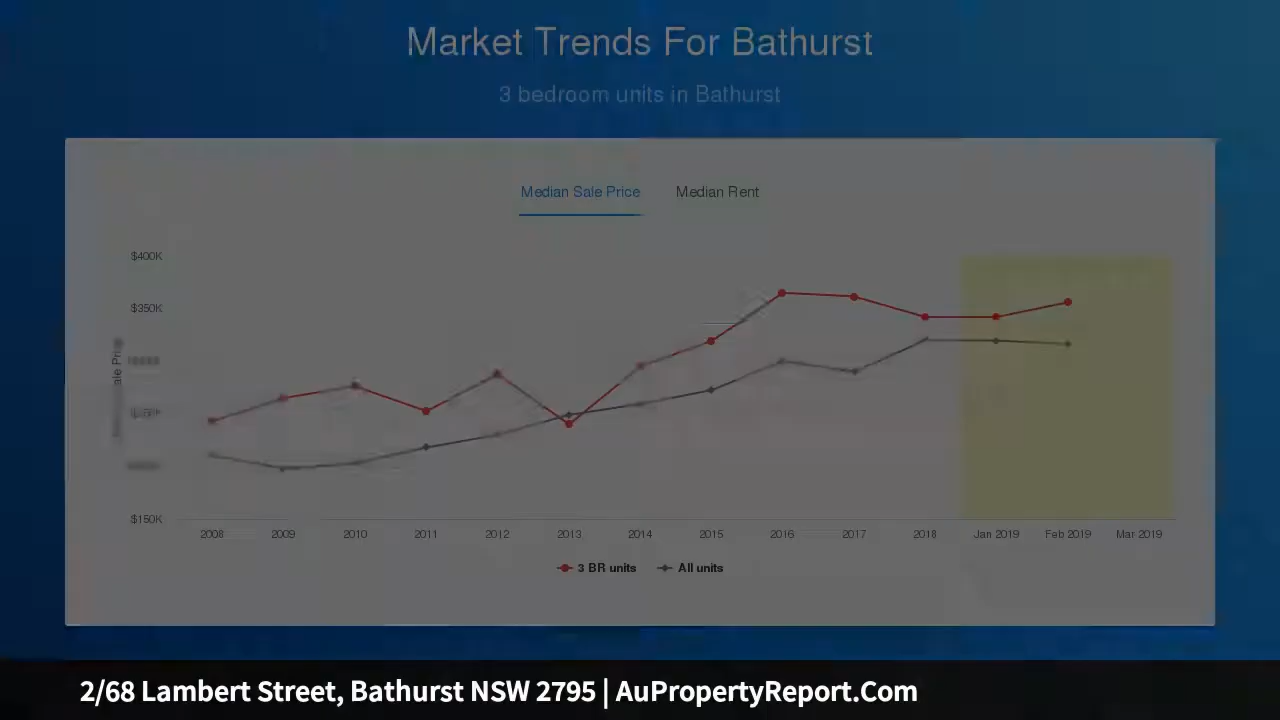 Market Trends For Bathurst
3 bedroom units in Bathurst
Median Sale Price
Median Rent
$400K
$350K
$150K
2008
2009
2010
2011
2012
2013
2014
2015
2016
2017
2018
Jan 2019
Feb 2019
Mar 2019
3 BR units
All units
2/68 Lambert Street, Bathurst NSW 2795 | AuPropertyReport.Com